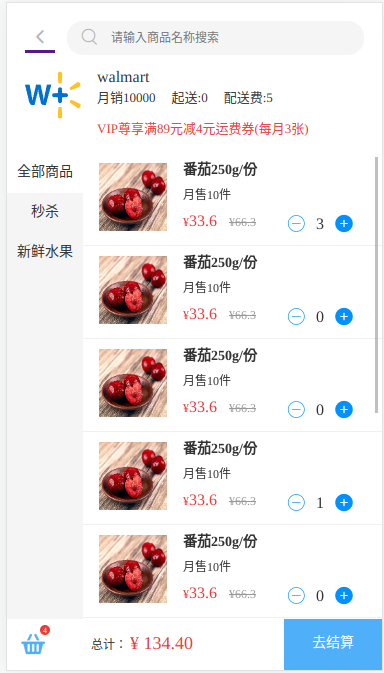 请输入商品名称搜索
W+
walmart
月销10000 起送:0 配送费:5
VIP尊享满89元减4元运费券(每月3张)
全部商品
秒杀
新鲜水果
番茄250g/份
月售10件
¥33.6 ¥66.3 3
番茄250g/份
月售10件
¥33.6 ¥66.3 0
番茄250g/份
月售10件
¥33.6 ¥66.3 0
番茄250g/份
月售10件
¥33.6 ¥66.3 1
番茄250g/份
月售10件
¥33.6 ¥66.3 0
4
总计： ¥ 134.40
去结算